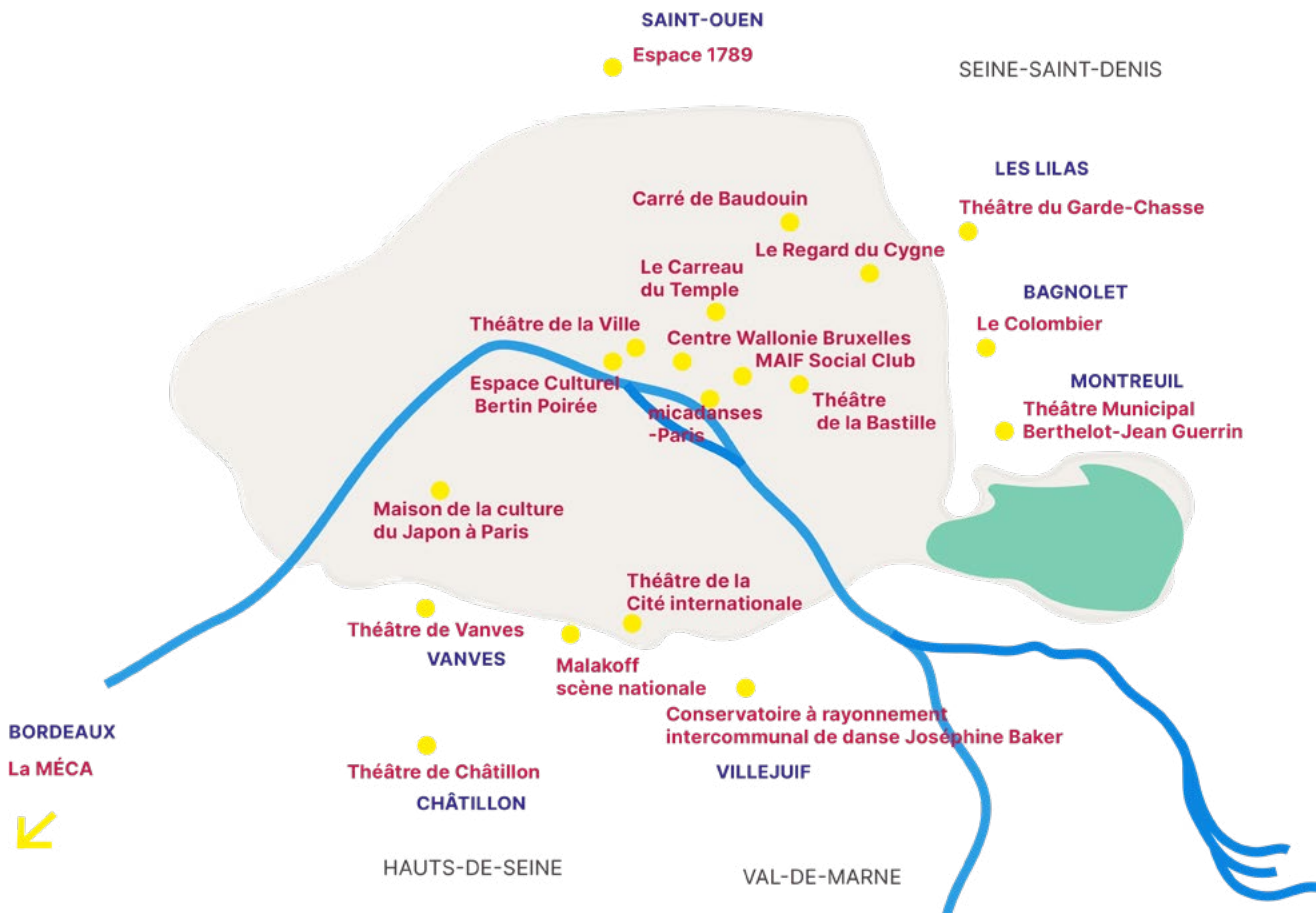 SAINT-OUEN
Espace 1789
SEINE-SAINT-DENIS
LES LILAS
Théâtre du Garde-Chasse
Carré de Baudouin
Le Regard du Cygne
Le Carreau
du Temple
BAGNOLET
Le Colombier
Théâtre de la Ville
Centre Wallonie Bruxelles
MAIF Social Club
Espace Culturel
Bertin Poirée
micadanses
-Paris
Théâtre
de la Bastille
MONTREUIL
Théâtre Municipal
Berthelot-Jean Guerrin
Maison de la culture
du Japon à Paris
Théâtre de la
Cité internationale
Théâtre de Vanves
VANVES
Malakoff
scène nationale
Conservatoire à rayonnement
intercommunal de danse Joséphine Baker
VILLEJUIF
BORDEAUX
La MÉCA
Théâtre de Châtillon
CHÂTILLON
HAUTS-DE-SEINE
VAL-DE-MARNE